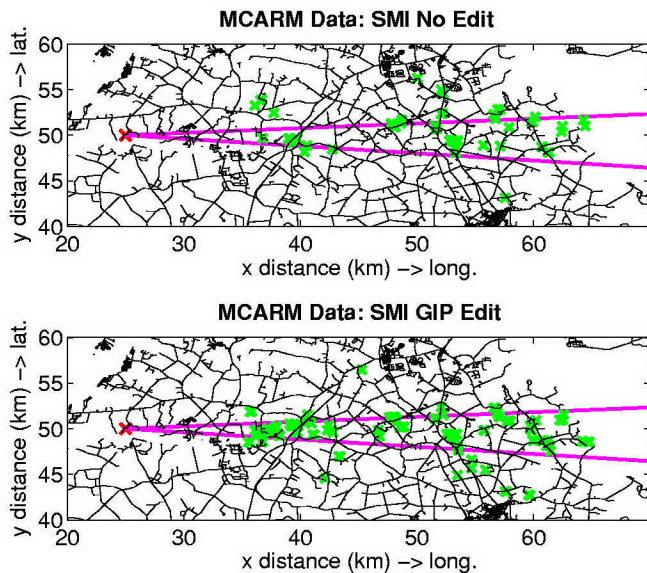 MCARM Data: SMI No Edit
y distance (km) −> lat.
60
55
50
45
40
20 30 40 50 60
x distance (km) −> long.
MCARM Data: SMI GIP Edit
y distance (km) −> lat.
60
55
50
45
40
20 30 40 50 60
x distance (km) −> long.